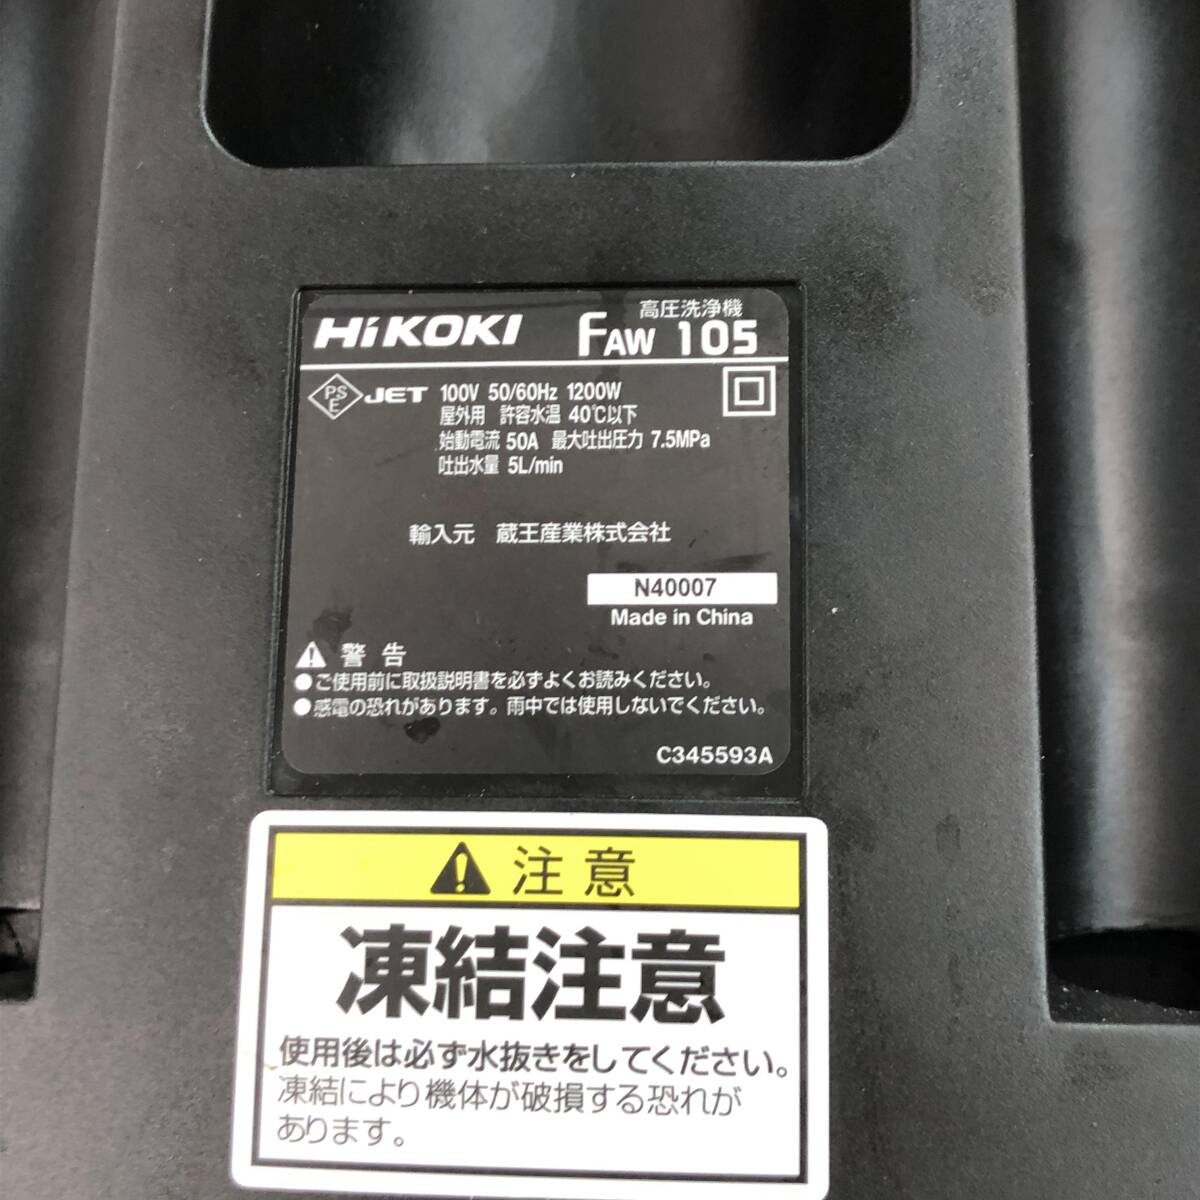 高圧洗浄機
HiKOKI FAW 105
PSE JET 100V 50/60Hz 1200W
屋外用 許容水温 40℃以下
始動電流 50A 最大吐出圧力 7.5MPa
吐出水量 5L/min
輸入元 蔵王産業株式会社
N40007
Made in China
警告
●ご使用前に取扱説明書を必ずよくお読みください。
●感電の恐れがあります。雨中では使用しないでください。
C345593A
注意
凍結注意
使用後は必ず水抜きをしてください。
凍結により機体が破損する恐れが
あります。